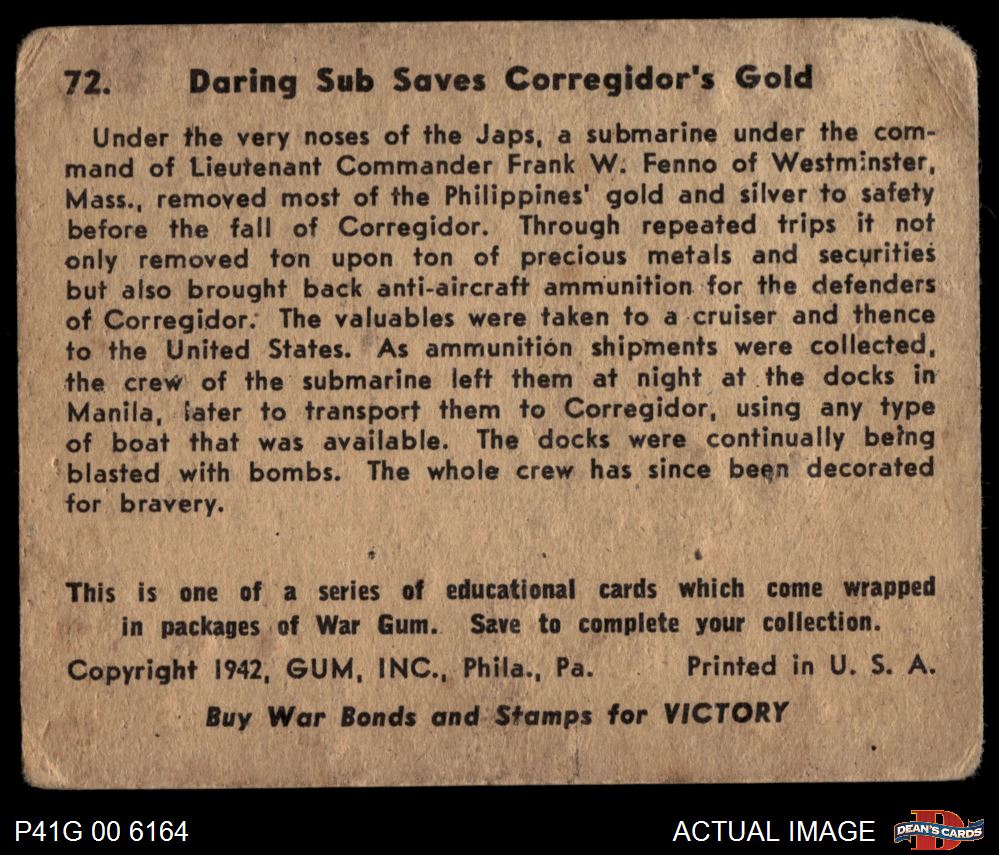 72. Daring Sub Saves Corregidor's Gold
Under the very noses of the Japs, a submarine under the com-
mand of Lieutenant Commander Frank W. Fenno of Westminster,
Mass., removed most of the Philippines' gold and silver to safety
before the fall of Corregidor. Through repeated trips it not
only removed ton upon ton of precious metals and securities
but also brought back anti-aircraft ammunition for the defenders
of Corregidor. The valuables were taken to a cruiser and thence
to the United States. As ammunition shipments were collected,
the crew of the submarine left them at night at the docks in
Manila, later to transport them to Corregidor, using any type
of boat that was available. The docks were continually being
blasted with bombs. The whole crew has since been decorated
for bravery.
This is one of a series of educational cards which come wrapped
in packages of War Gum. Save to complete your collection.
Copyright 1942, GUM, INC., Phila., Pa. Printed in U. S. A.
Buy War Bonds and Stamps for VICTORY
P41G 00 6164 ACTUAL IMAGE DEAN'S CARDS